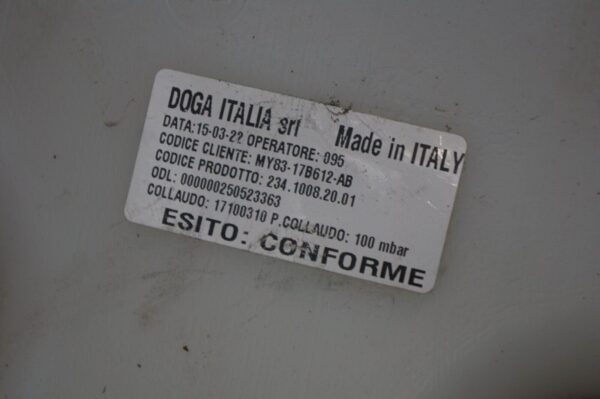 DOGA ITALIA srl Made in ITALY
DATA:15-03-22 OPERATORE: 095
CODICE CLIENTE: MY83-17B612-AB
CODICE PRODOTTO: 234.1008.20.01
ODL: 000000250523363
COLLAUDO: 17100310 P.COLLAUDO: 100 mbar
ESITO: CONFORME